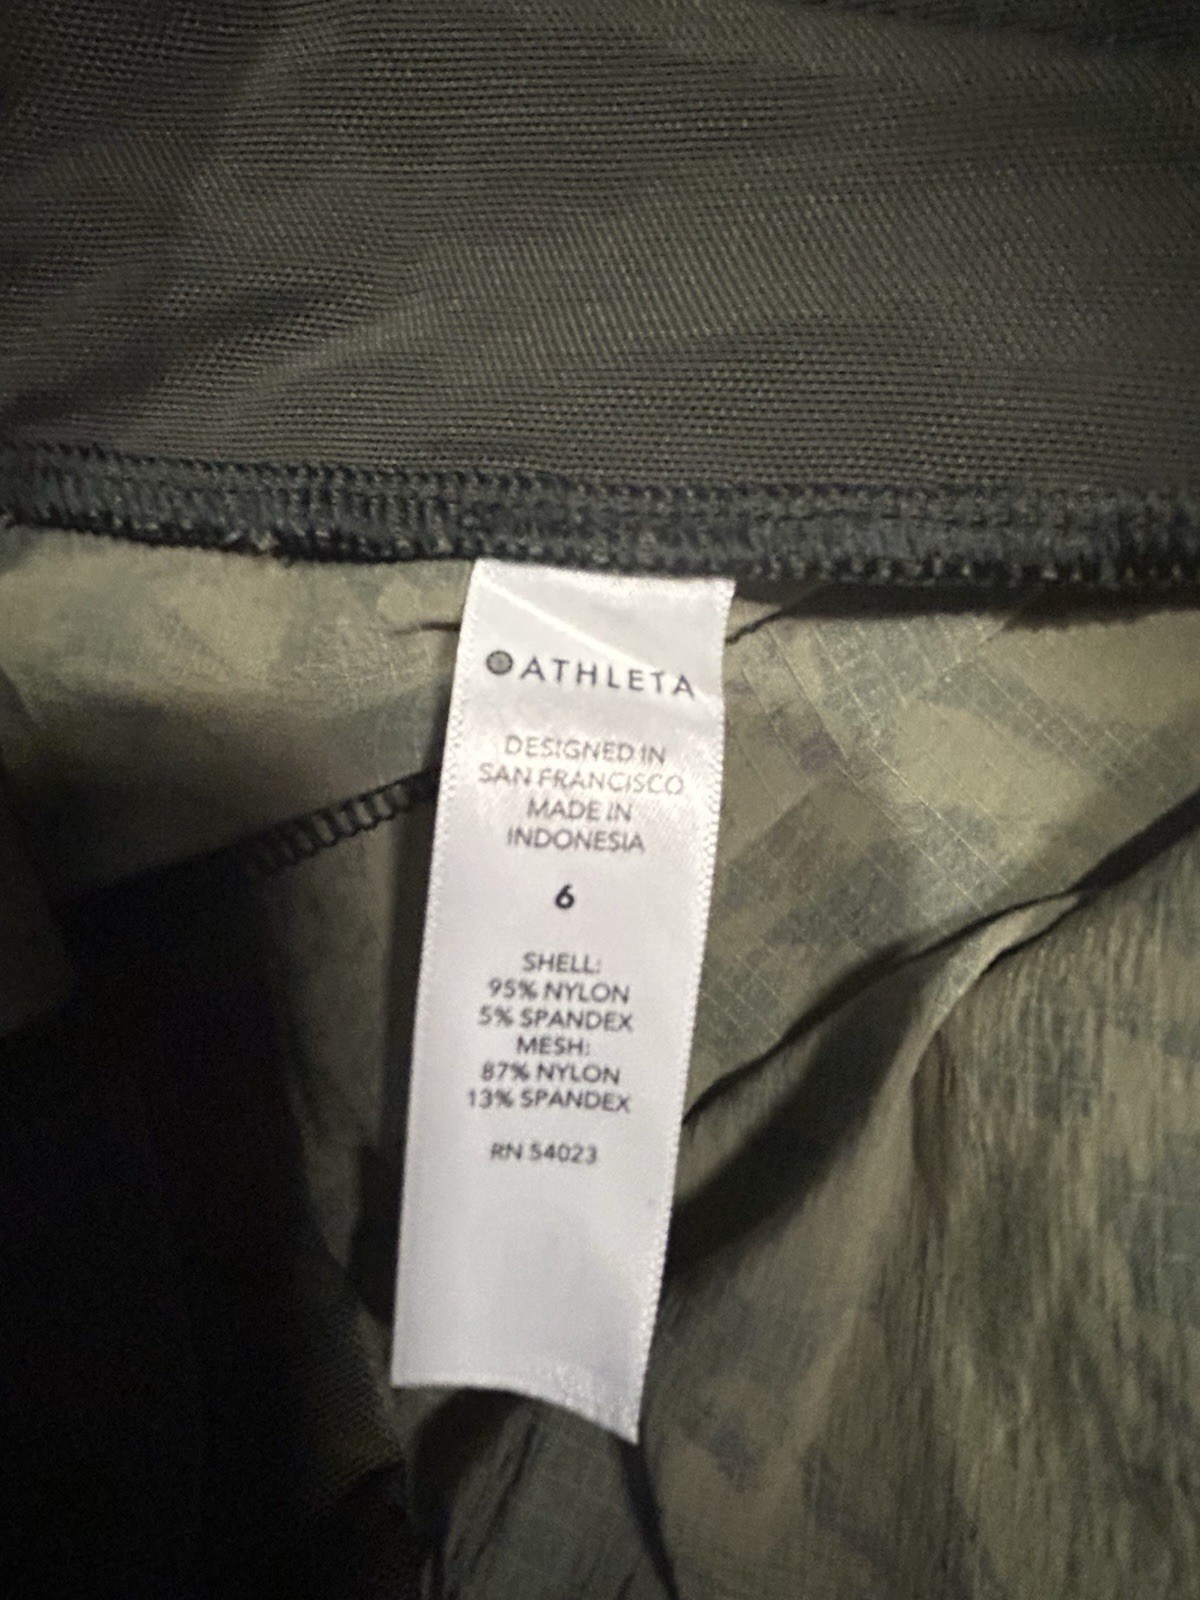 ATHLETA
DESIGNED IN
SAN FRANCISCO
MADE IN
INDONESIA
6
SHELL:
95% NYLON
5% SPANDEX
MESH:
87% NYLON
13% SPANDEX
RN 54023